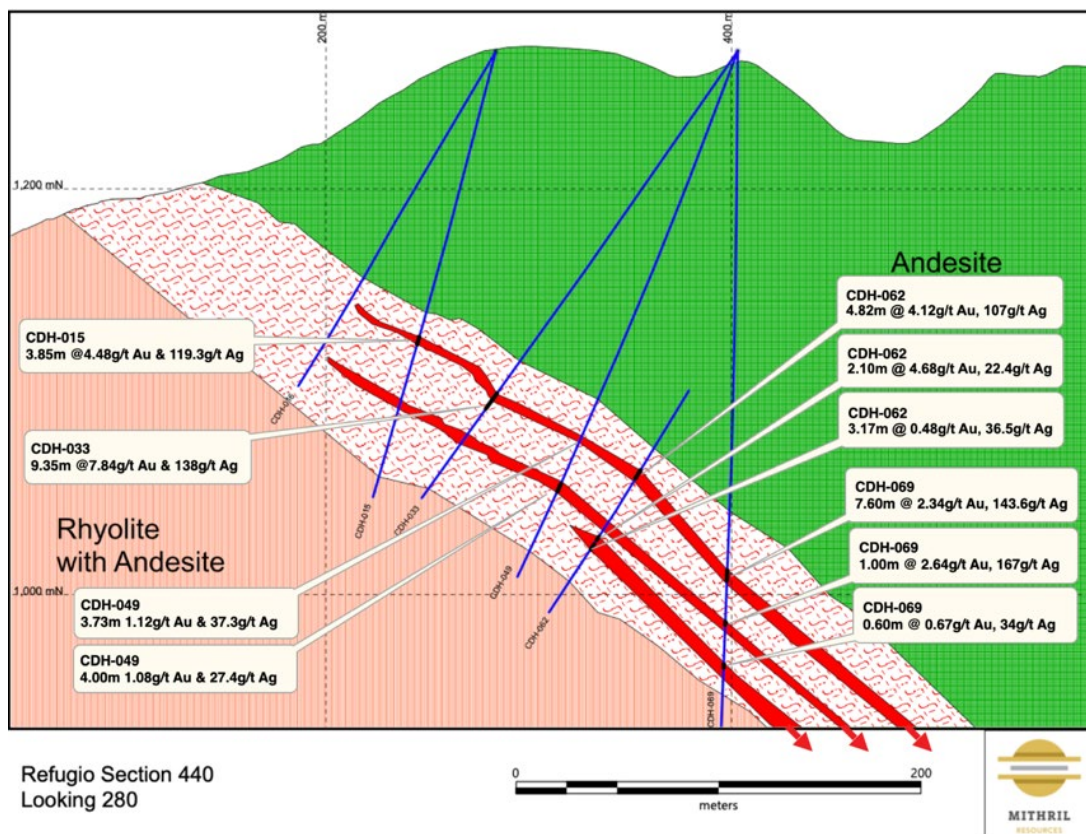 200 m
400 m
1,200 mN
Andesite
CDH-062
4.82m @ 4.12g/t Au, 107g/t Ag
CDH-062
2.10m @ 4.68g/t Au, 22.4g/t Ag
CDH-062
3.17m @ 0.48g/t Au, 36.5g/t Ag
CDH-015
3.85m @4.48g/t Au & 119.3g/t Ag
CDH-016
CDH-033
9.35m @7.84g/t Au & 138g/t Ag
CDH-015
CDH-033
CDH-069
7.60m @ 2.34g/t Au, 143.6g/t Ag
Rhyolite
with Andesite
CDH-049
CDH-069
1.00m @ 2.64g/t Au, 167g/t Ag
1,000 mN
CDH-049
3.73m 1.12g/t Au & 37.3g/t Ag
CDH-062
CDH-069
0.60m @ 0.67g/t Au, 34g/t Ag
CDH-049
4.00m 1.08g/t Au & 27.4g/t Ag
CDH-069
Refugio Section 440
Looking 280
0
200
meters
MITHRIL
RESOURCES